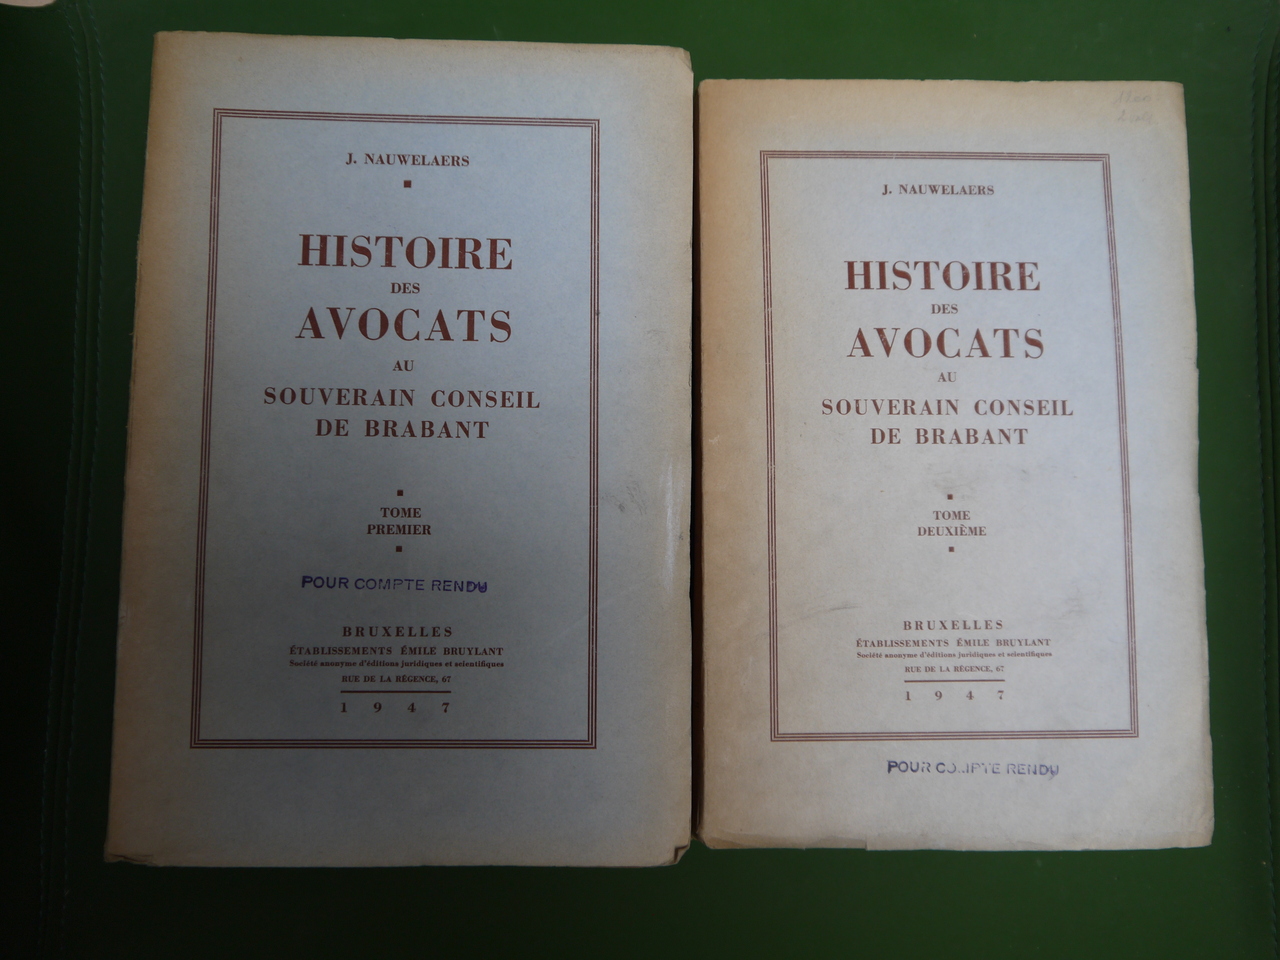 J. NAUWELAERS
HISTOIRE
DES
AVOCATS
AU
SOUVERAIN CONSEIL
DE BRABANT
TOME
PREMIER
POUR COMPTE RENDU
BRUXELLES
ÉTABLISSEMENTS ÉMILE BRUYLANT
Société anonyme d'éditions juridiques et scientifiques
RUE DE LA RÉGENCE, 67
1947
J. NAUWELAERS
HISTOIRE
DES
AVOCATS
AU
SOUVERAIN CONSEIL
DE BRABANT
TOME
DEUXIÈME
BRUXELLES
ÉTABLISSEMENTS ÉMILE BRUYLANT
Société anonyme d'éditions juridiques et scientifiques
RUE DE LA RÉGENCE, 67
1947
POUR COMPTE RENDU